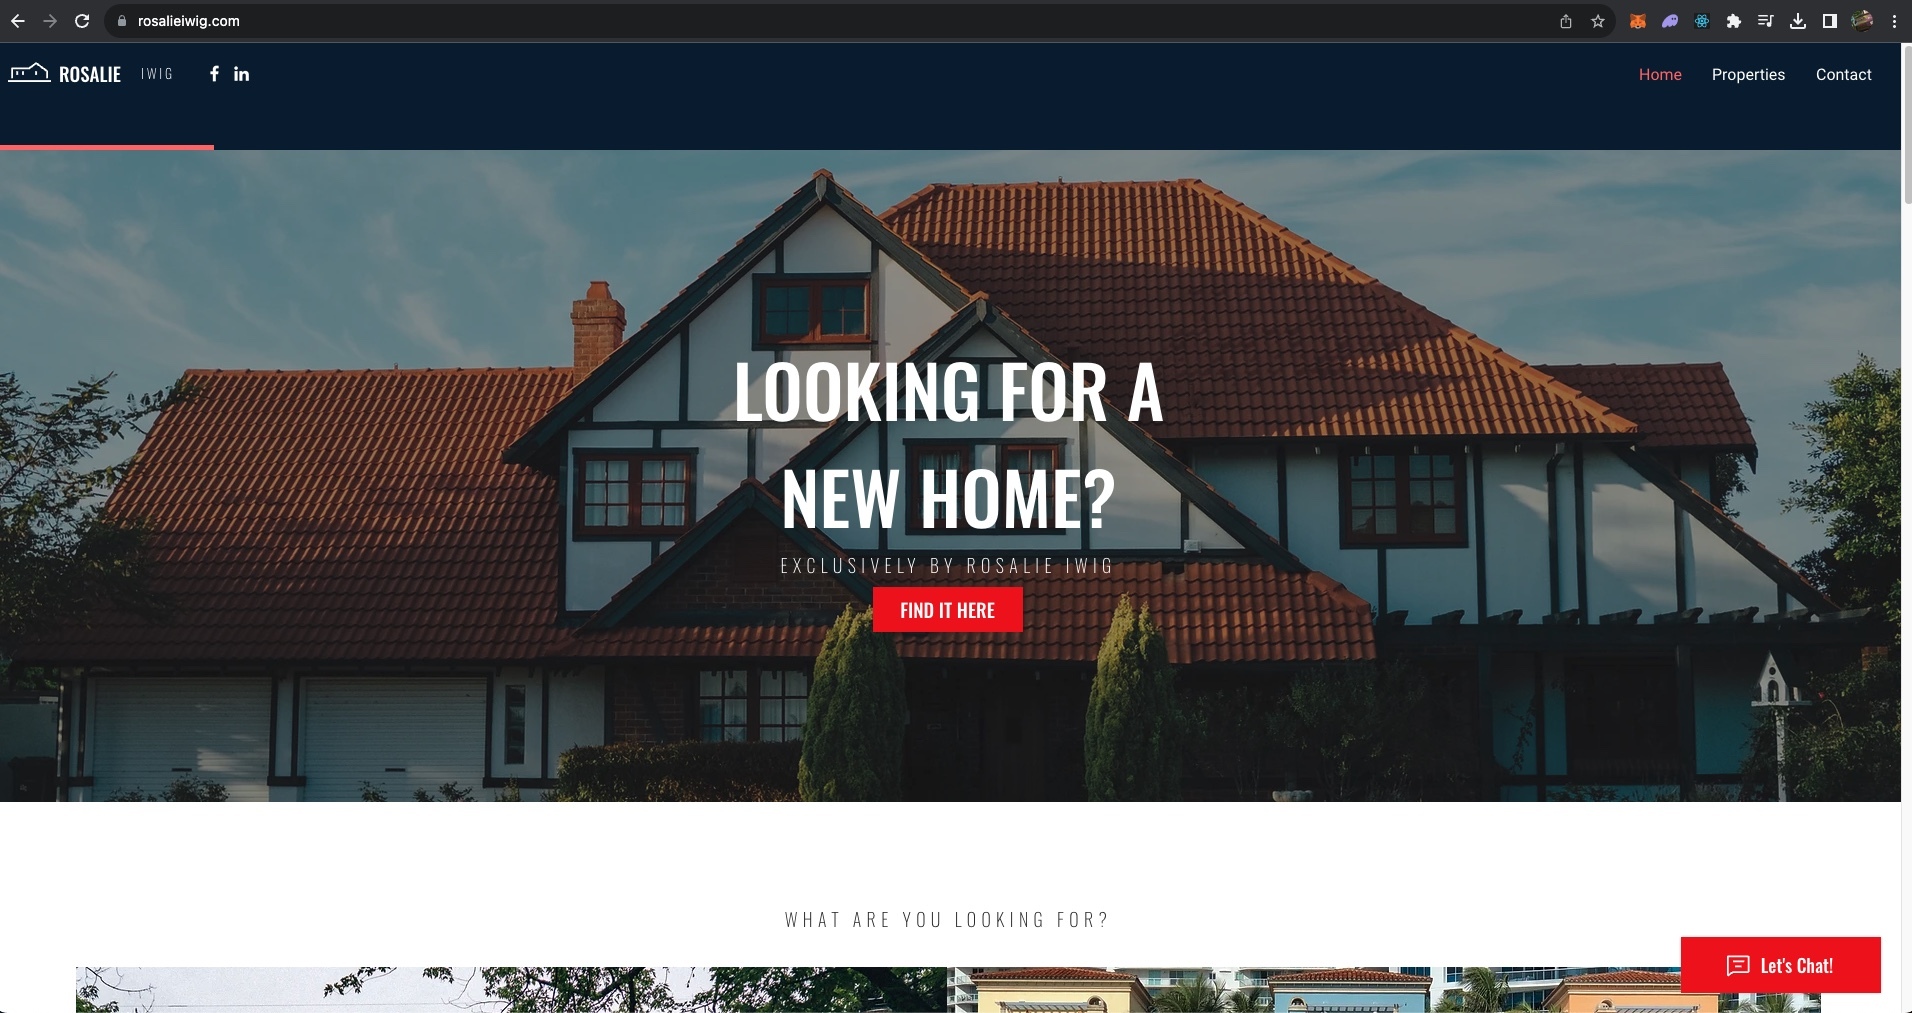 rosalieiwig.com
ROSALIE IWIG
Home Properties Contact
LOOKING FOR A
NEW HOME?
EXCLUSIVELY BY ROSALIE IWIG
FIND IT HERE
WHAT ARE YOU LOOKING FOR?
Let's Chat!